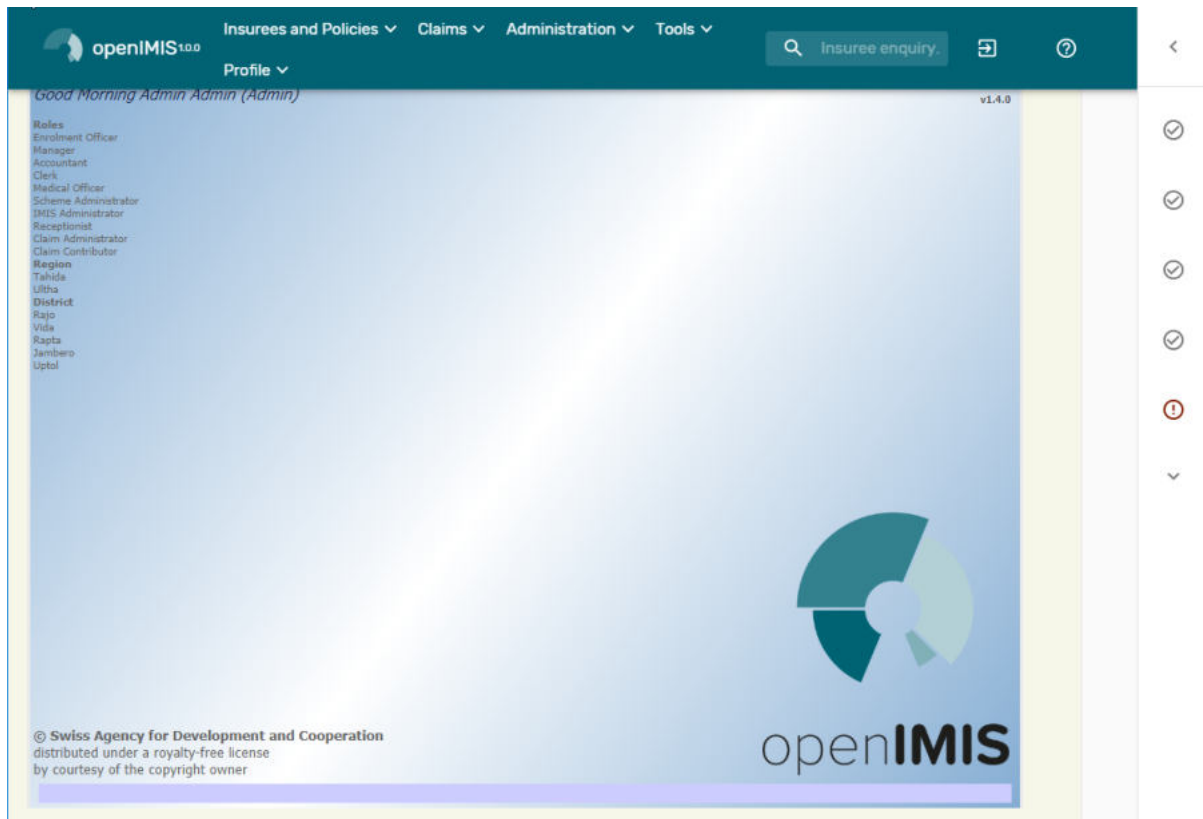 Insurees and Policies Claims Administration Tools
openIMIS 1.0.0
Insuree enquiry.
Profile
Good Morning Admin Admin (Admin)
v1.4.0
Roles
Enrolment Officer
Manager
Accountant
Clerk
Medical Officer
Scheme Administrator
IMIS Administrator
Receptionist
Claim Administrator
Claim Contributor
Region
Tahida
Ultha
District
Rajo
Vida
Rapta
Jambero
Uptol
© Swiss Agency for Development and Cooperation
distributed under a royalty-free license
by courtesy of the copyright owner
openIMIS